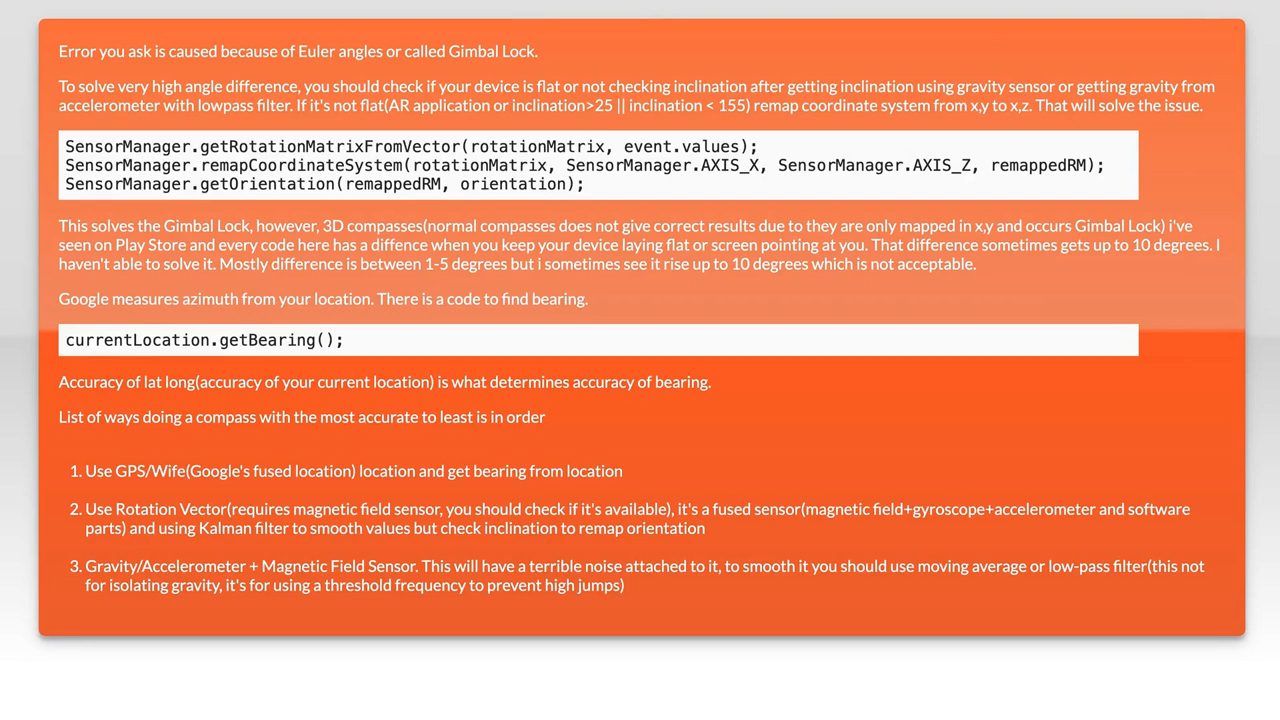 Error you ask is caused because of Euler angles or called Gimbal Lock.
To solve very high angle difference, you should check if your device is flat or not checking inclination after getting inclination using gravity sensor or getting gravity from
accelerometer with lowpass filter. If it's not flat(AR application or inclination>25 || inclination < 155) remap coordinate system from x,y to x,z. That will solve the issue.
SensorManager.getRotationMatrixFromVector(rotationMatrix, event.values);
SensorManager.remapCoordinateSystem(rotationMatrix, SensorManager.AXIS_X, SensorManager.AXIS_Z, remappedRM);
SensorManager.getOrientation(remappedRM, orientation);
This solves the Gimbal Lock, however, 3D compasses(normal compasses does not give correct results due to they are only mapped in x,y and occurs Gimbal Lock) i've
seen on Play Store and every code here has a diffence when you keep your device laying flat or screen pointing at you. That difference sometimes gets up to 10 degrees. I
haven't able to solve it. Mostly difference is between 1-5 degrees but i sometimes see it rise up to 10 degrees which is not acceptable.
Google measures azimuth from your location. There is a code to find bearing.
currentLocation.getBearing();
Accuracy of lat long(accuracy of your current location) is what determines accuracy of bearing.
List of ways doing a compass with the most accurate to least is in order
1. Use GPS/Wife(Google's fused location) location and get bearing from location
2. Use Rotation Vector(requires magnetic field sensor, you should check if it's available), it's a fused sensor(magnetic field+gyroscope+accelerometer and software
parts) and using Kalman filter to smooth values but check inclination to remap orientation
3. Gravity/Accelerometer + Magnetic Field Sensor. This will have a terrible noise attached to it, to smooth it you should use moving average or low-pass filter(this not
for isolating gravity, it's for using a threshold frequency to prevent high jumps)